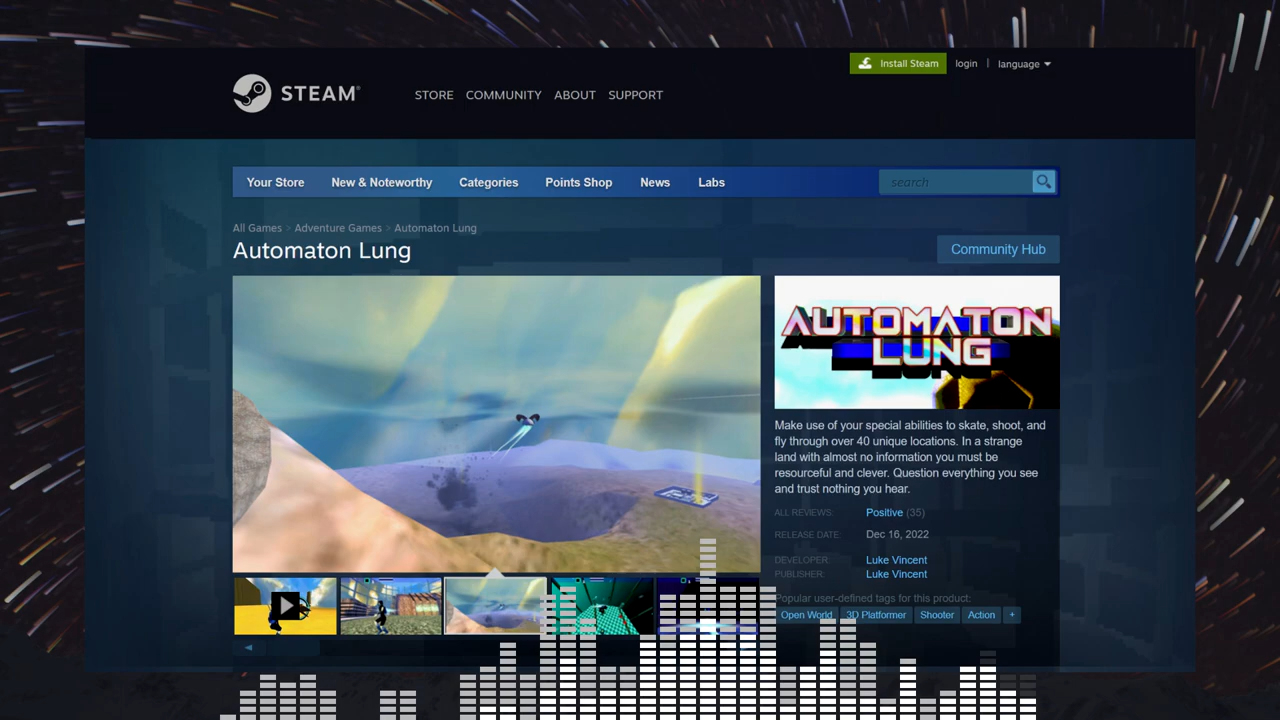 Install Steam
login
|
language
STEAM®
STORE
COMMUNITY
ABOUT
SUPPORT
Your Store
New & Noteworthy
Categories
Points Shop
News
Labs
search
All Games > Adventure Games > Automaton Lung
Automaton Lung
Community Hub
AUTOMATON
LUNG
Make use of your special abilities to skate, shoot, and
fly through over 40 unique locations. In a strange
land with almost no information you must be
resourceful and clever. Question everything you see
and trust nothing you hear.
ALL REVIEWS: Positive (35)
RELEASE DATE: Dec 16, 2022
DEVELOPER: Luke Vincent
PUBLISHER: Luke Vincent
Popular user-defined tags for this product:
Open World
3D Platformer
Shooter
Action
+